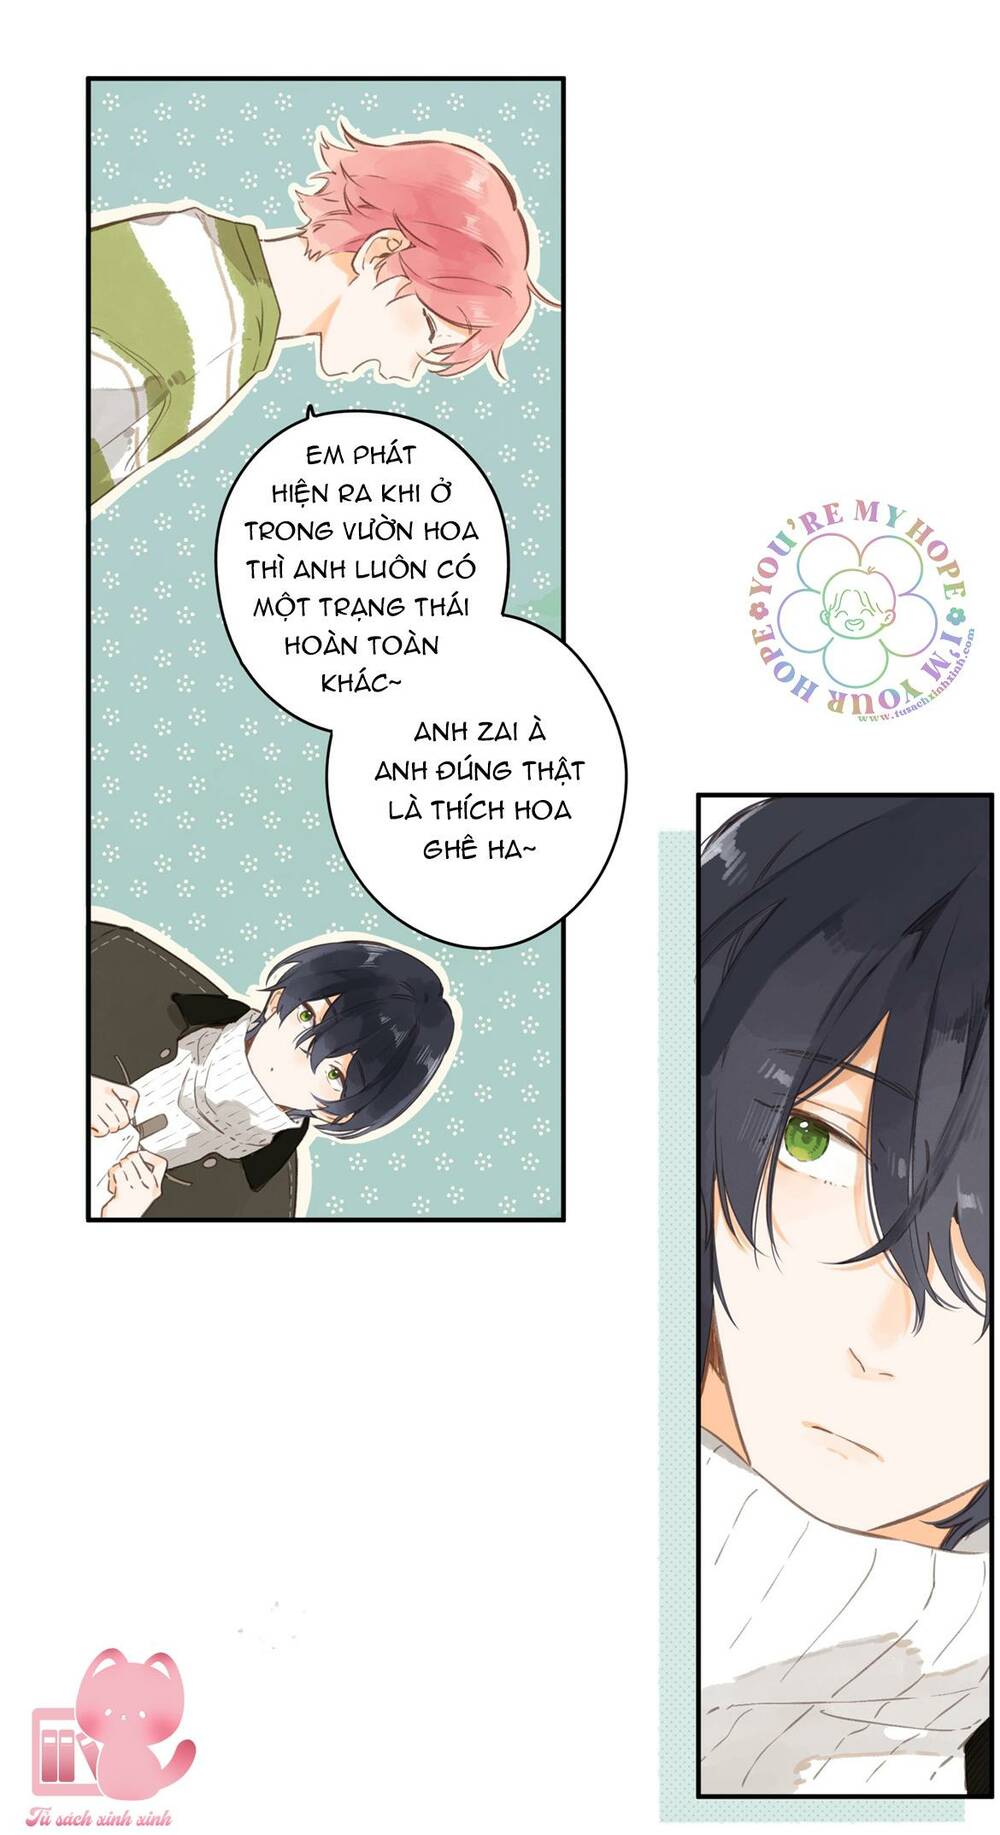 EM PHÁT
HIỆN RA KHI Ở
TRONG VƯỜN HOA
THÌ ANH LUÔN CÓ
MỘT TRẠNG THÁI
HOÀN TOÀN
KHÁC~
ANH ZAI À
ANH ĐÚNG THẬT
LÀ THÍCH HOA
GHÊ HA~
YOU'RE MY HOPE
I'M YOUR HOPE
www.tusachxinhxinh.com
Tủ sách xinh xinh